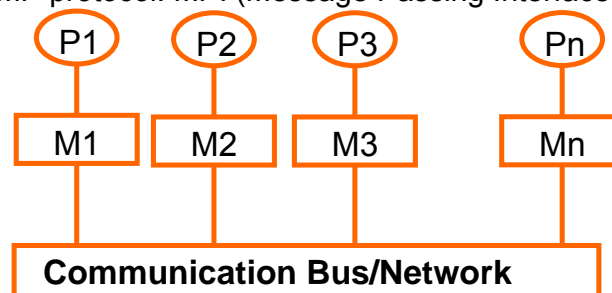 protocol: MPI (Message Passing Interface
P1 P2 P3 Pn
M1 M2 M3 Mn
Communication Bus/Network